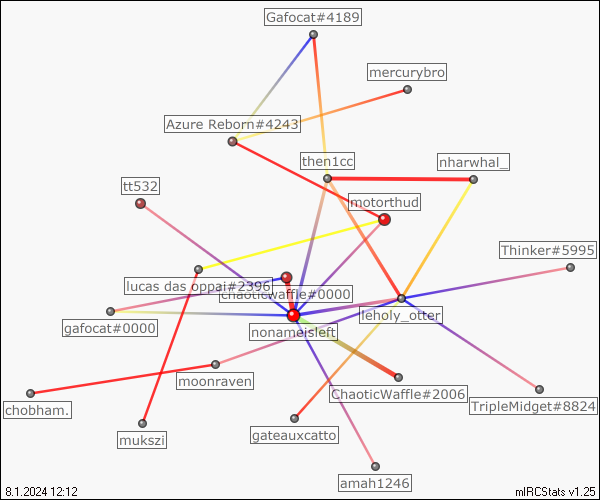 Gafocat#4189
mercurybro
Azure Reborn#4243
then1cc
nharwhal_
tt532
motorthud
Thinker#5995
lucas das oppai#2396
chaoticwaffle#0000
gafocat#0000
nonameisleft
leholy_otter
moonraven
ChaoticWaffle#2006
chobham.
TripleMidget#8824
mukszi
gateauxcatto
amah1246
8.1.2024 12:12
mIRCStats v1.25